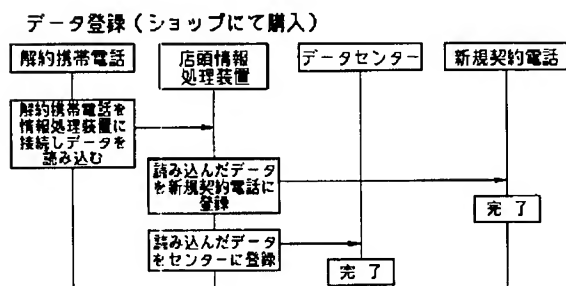 データ登録(ショップにて購入)
解約携帯電話
店頭情報
処理装置
データセンター
新規契約電話
解約携帯電話を
情報処理装置に
接続しデータを
読み込む
読み込んだデータ
を新規契約電話に
登録
完了
読み込んだデータ
をセンターに登録
完了